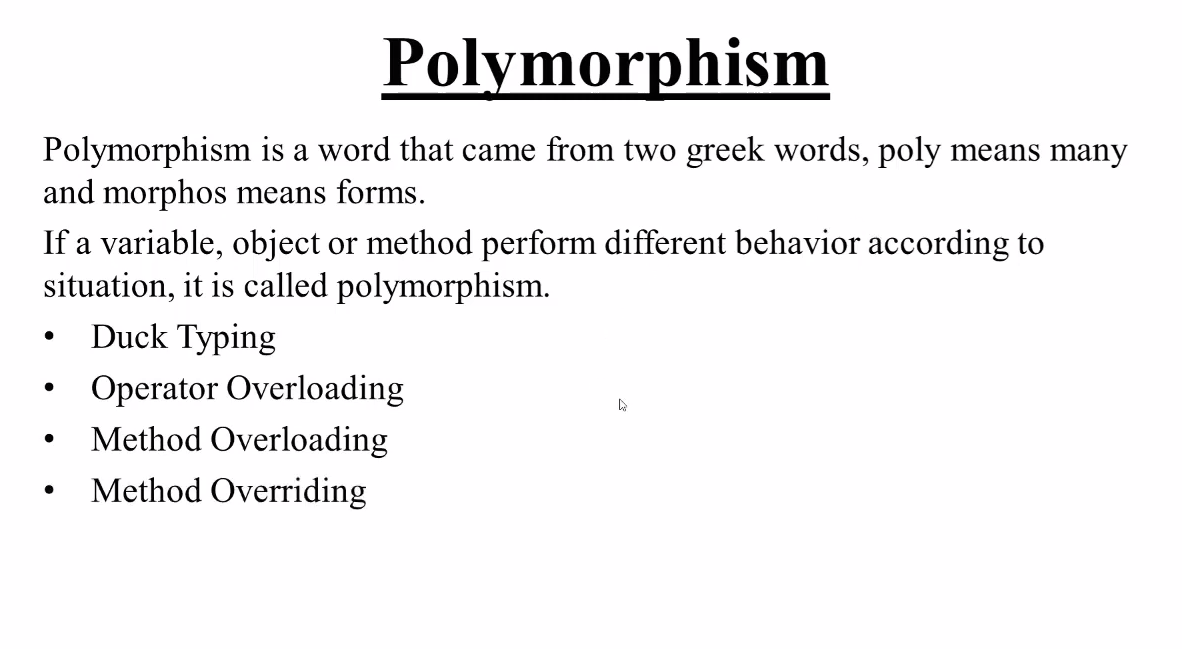 Polymorphism
Polymorphism is a word that came from two greek words, poly means many
and morphos means forms.
If a variable, object or method perform different behavior according to
situation, it is called polymorphism.
• Duck Typing
• Operator Overloading
• Method Overloading
• Method Overriding